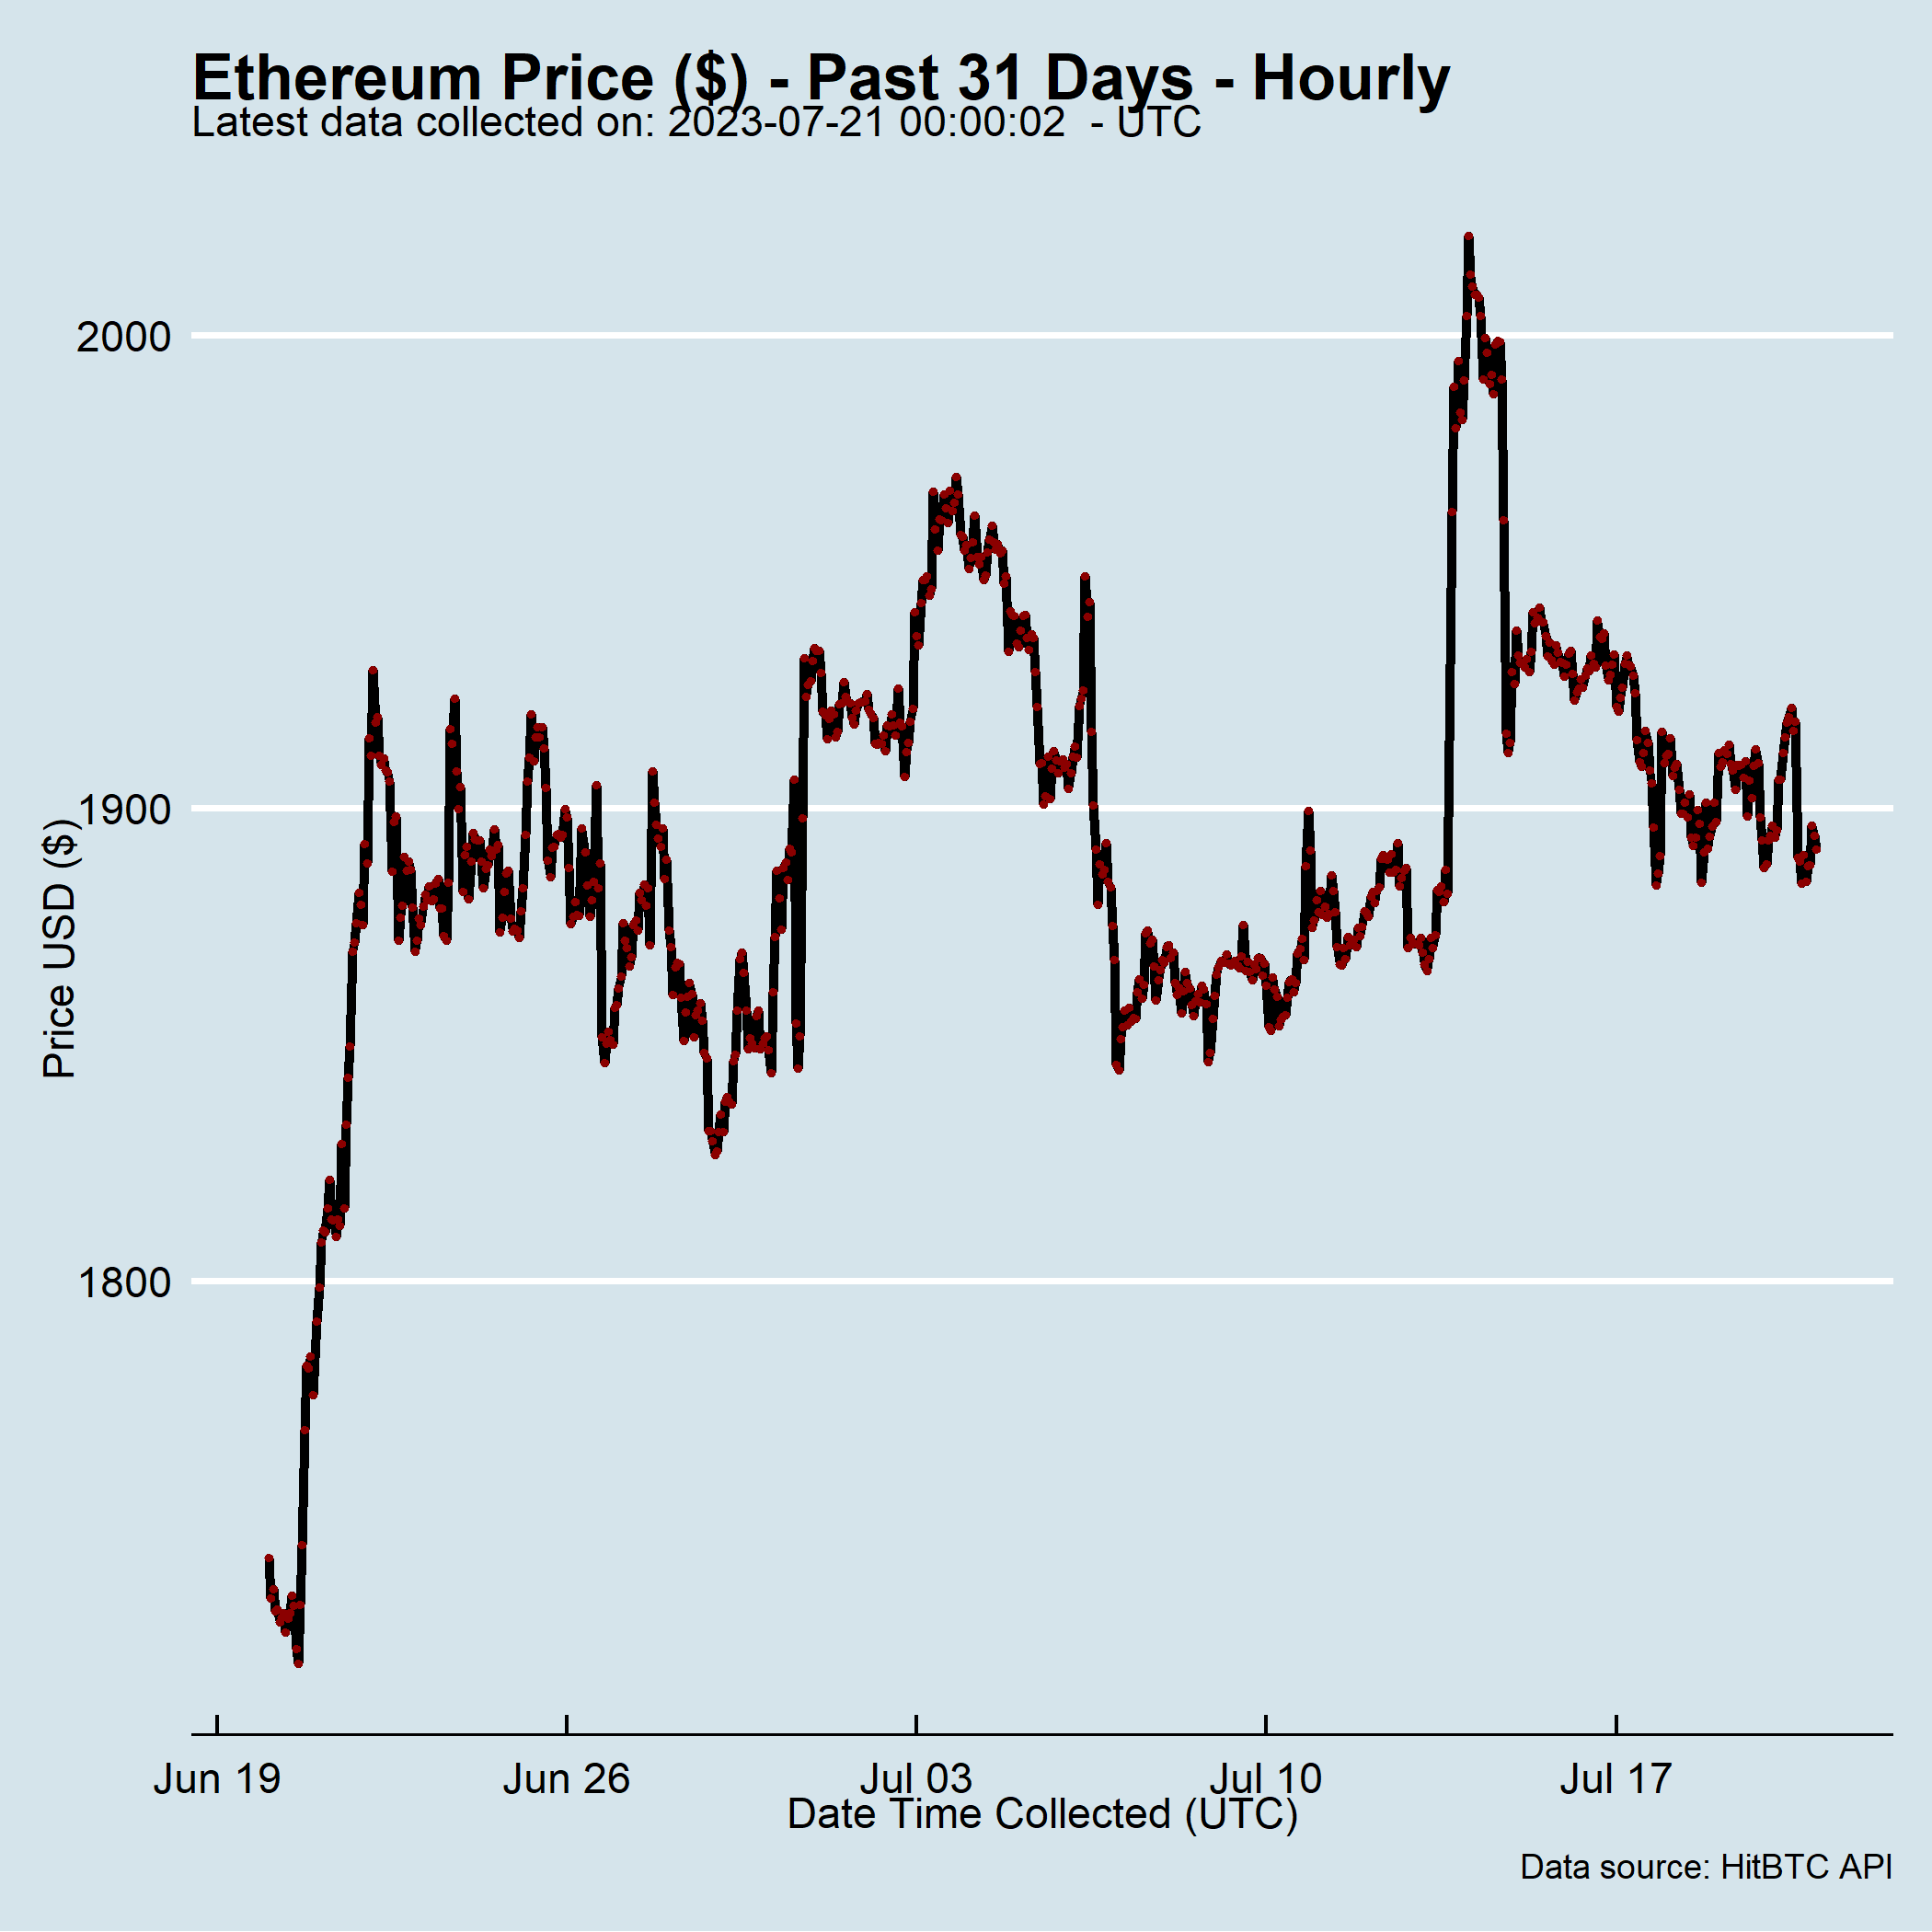 Ethereum Price ($) - Past 31 Days - Hourly
Latest data collected on: 2023-07-21 00:00:02  - UTC
Price USD ($)
2000
1900
1800
Jun 19 Jun 26 Jul 03 Jul 10 Jul 17
Date Time Collected (UTC)
Data source: HitBTC API